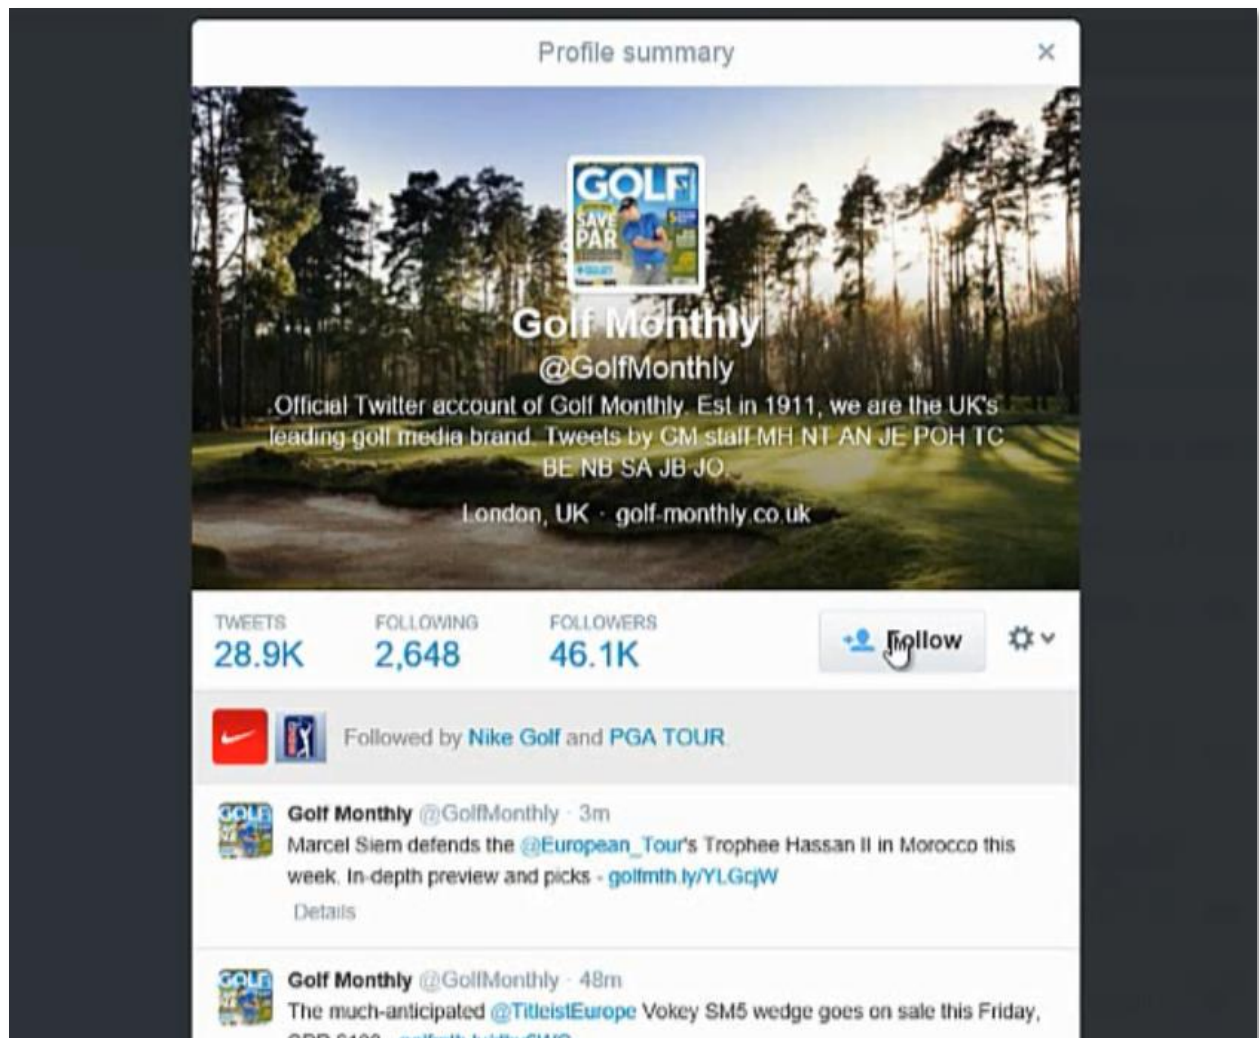 Profile summary
GOLF
SAVE
PAR
Golf Monthly
@GolfMonthly
Official Twitter account of Golf Monthly. Est in 1911, we are the UK's
leading golf media brand. Tweets by GM staff MH NT AN JE POH TC
BE NB SA JB JO.
London, UK · golf-monthly.co.uk
TWEETS FOLLOWING FOLLOWERS
28.9K 2,648 46.1K Follow
Followed by Nike Golf and PGA TOUR.
Golf Monthly @GolfMonthly · 3m
Marcel Siem defends the @European_Tour's Trophee Hassan II in Morocco this
week. In-depth preview and picks - golfmth.ly/YLGcjW
Details
Golf Monthly @GolfMonthly · 48m
The much-anticipated @TitleistEurope Vokey SM5 wedge goes on sale this Friday,